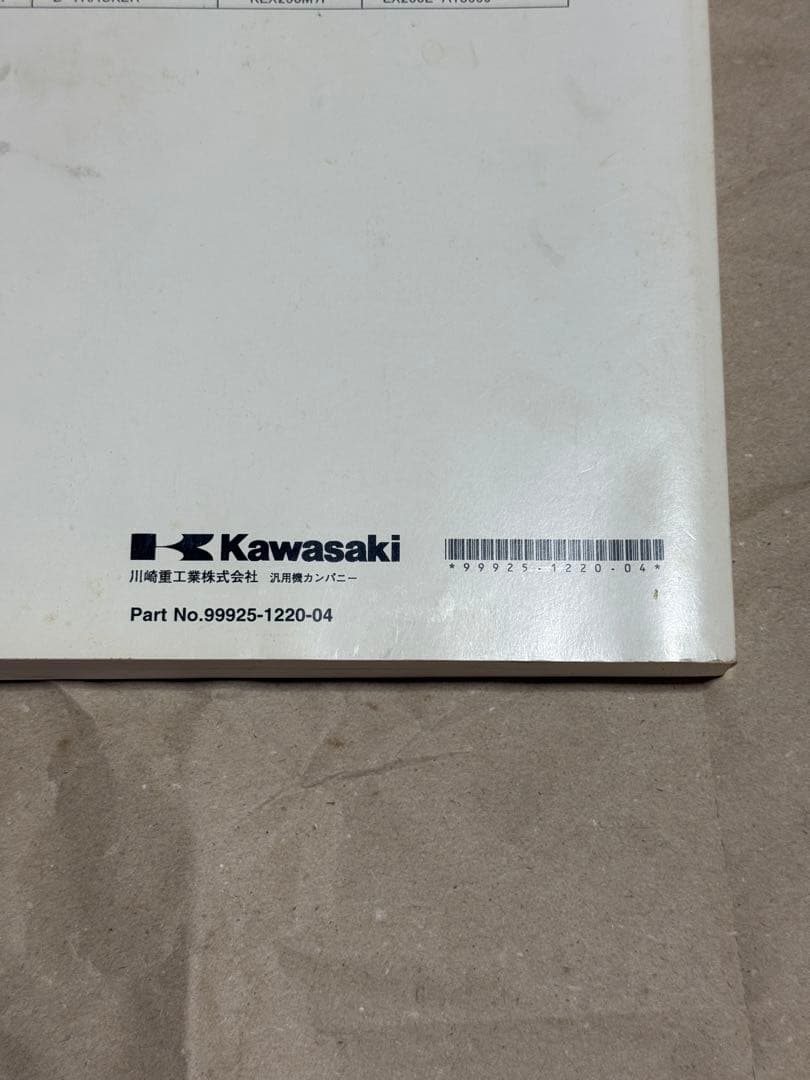 Kawasaki
川崎重工業株式会社 汎用機カンパニー
Part No.99925-1220-04
*99925-1220-04*